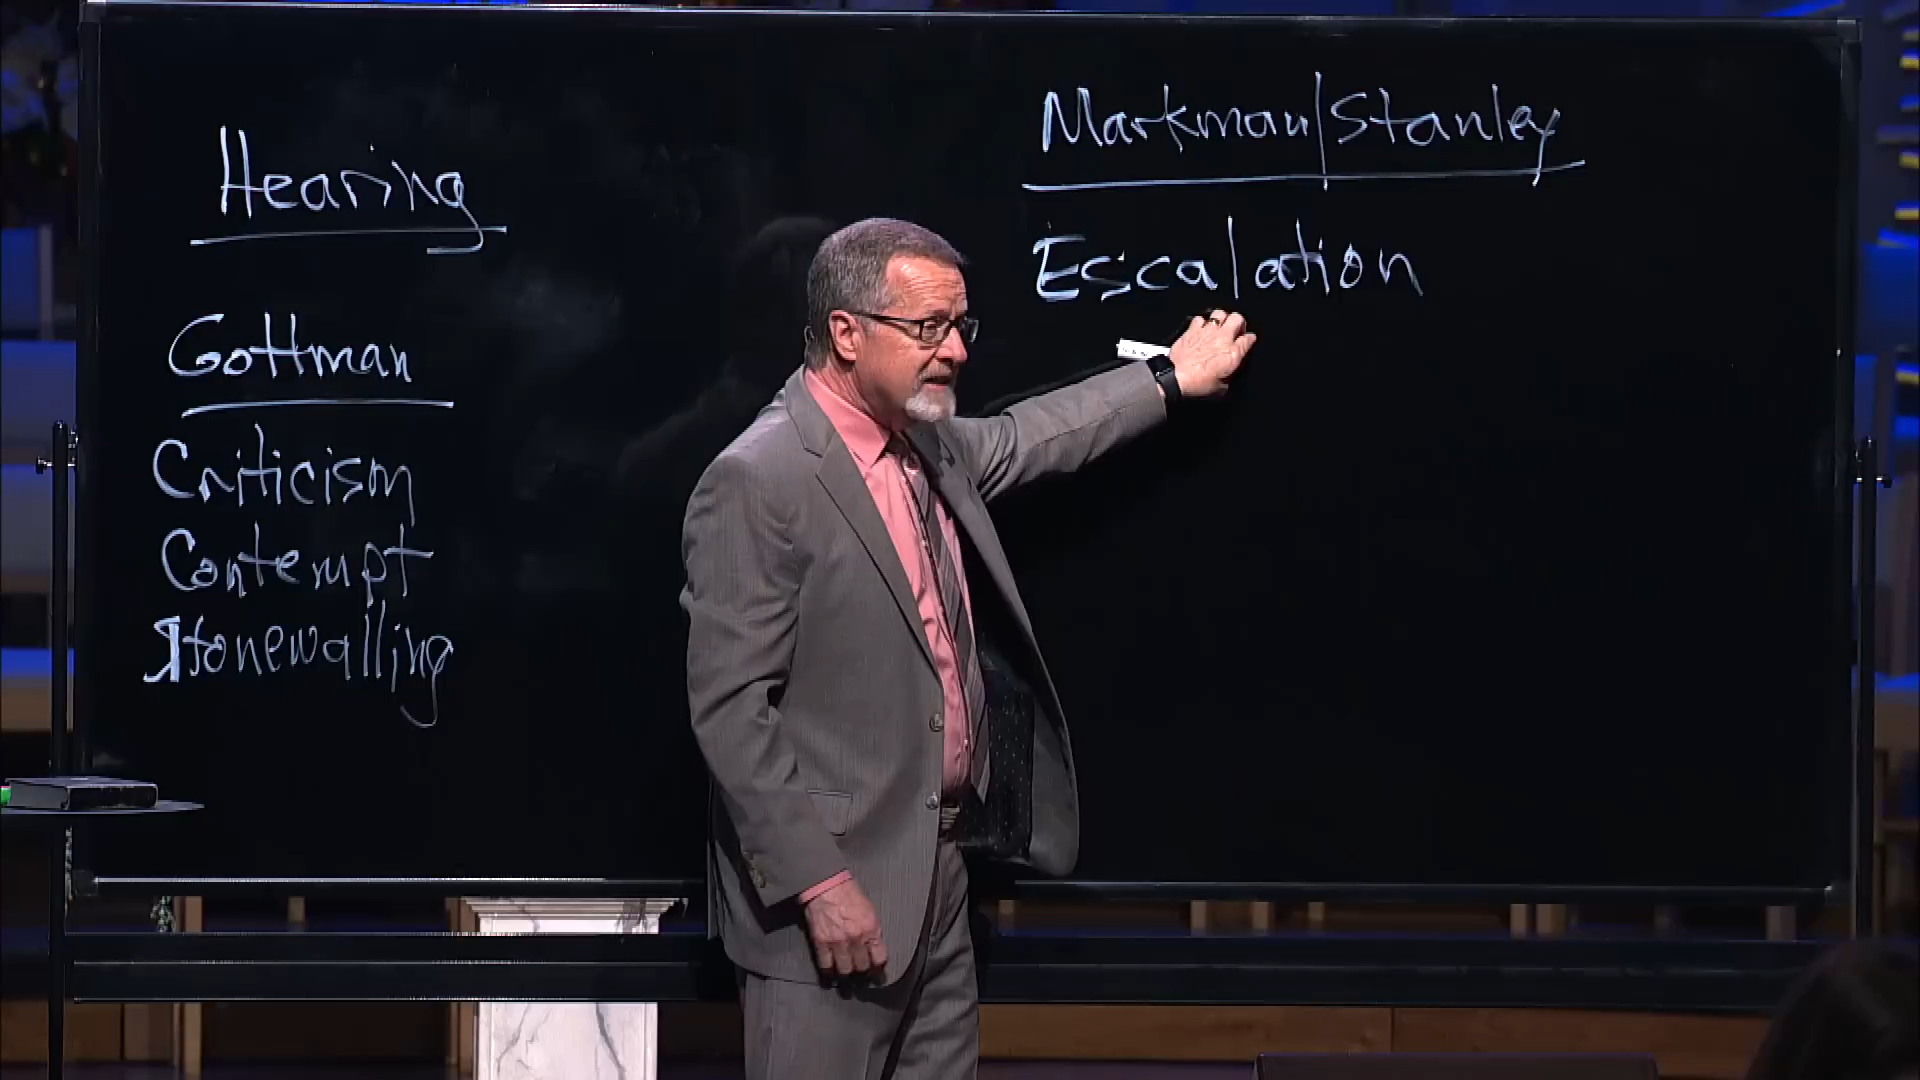 Hearing
Gottman
Criticism
Contempt
Stonewalling
Markman/Stanley
Escalation